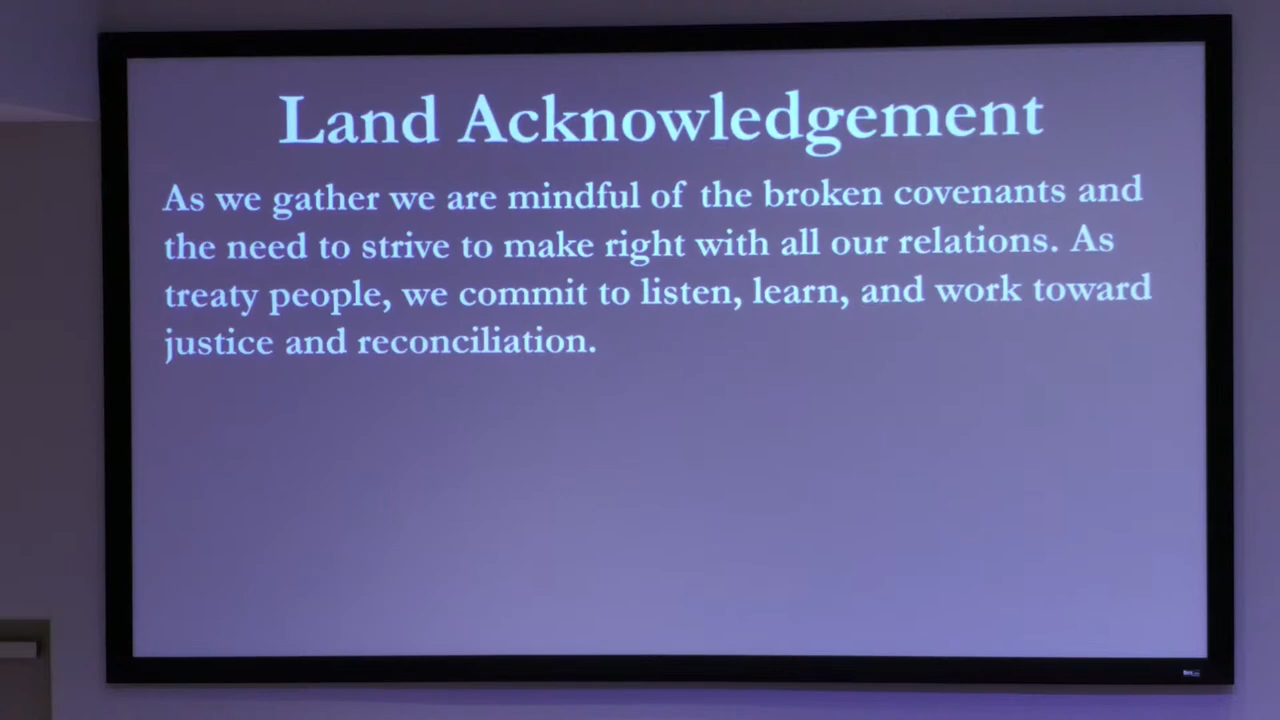 Land Acknowledgement
As we gather we are mindful of the broken covenants and
the need to strive to make right with all our relations. As
treaty people, we commit to listen, learn, and work toward
justice and reconciliation.